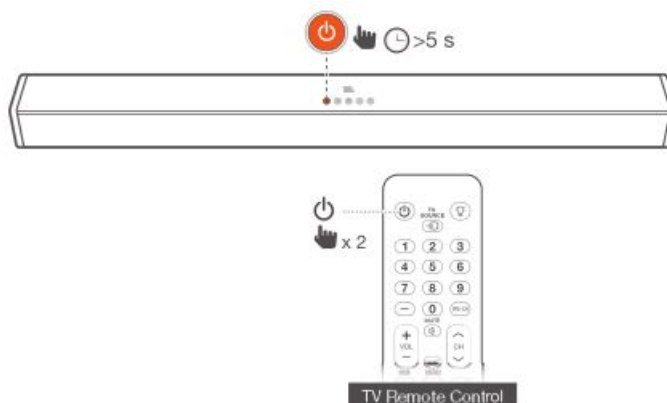 >5 s
x 2
TV
SOURCE
1 2 3
4 5 6
7 8 9
− 0
MUTE
+
VOL
−
CH
TV Remote Control